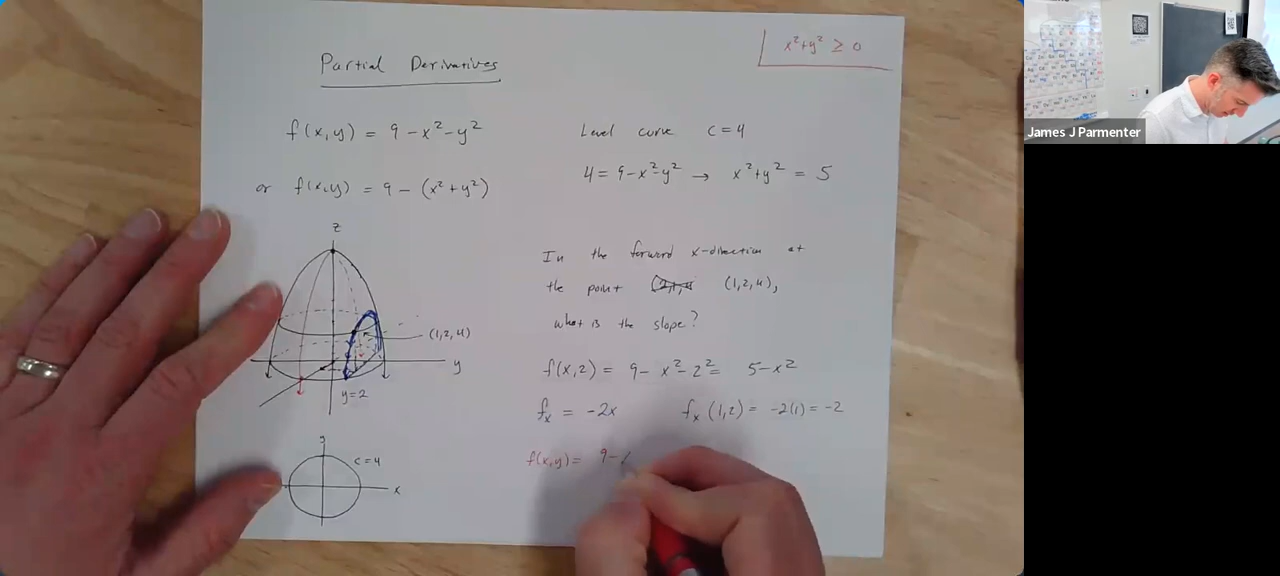 x²+y² ≥ 0
Partial Derivatives
f(x,y) = 9-x²-y²
or f(x,y) = 9-(x²+y²)
Level curve c=4
4=9-x²-y² → x²+y² = 5
z
(1,2,4)
y
y=2
y
c=4
x
In the forward x-direction at
the point (1,2,4),
what is the slope?
f(x,2) = 9-x²-2² = 5-x²
fₓ = -2x fₓ(1,2) = -2(1) = -2
f(x,y) = 9-
James J Parmenter